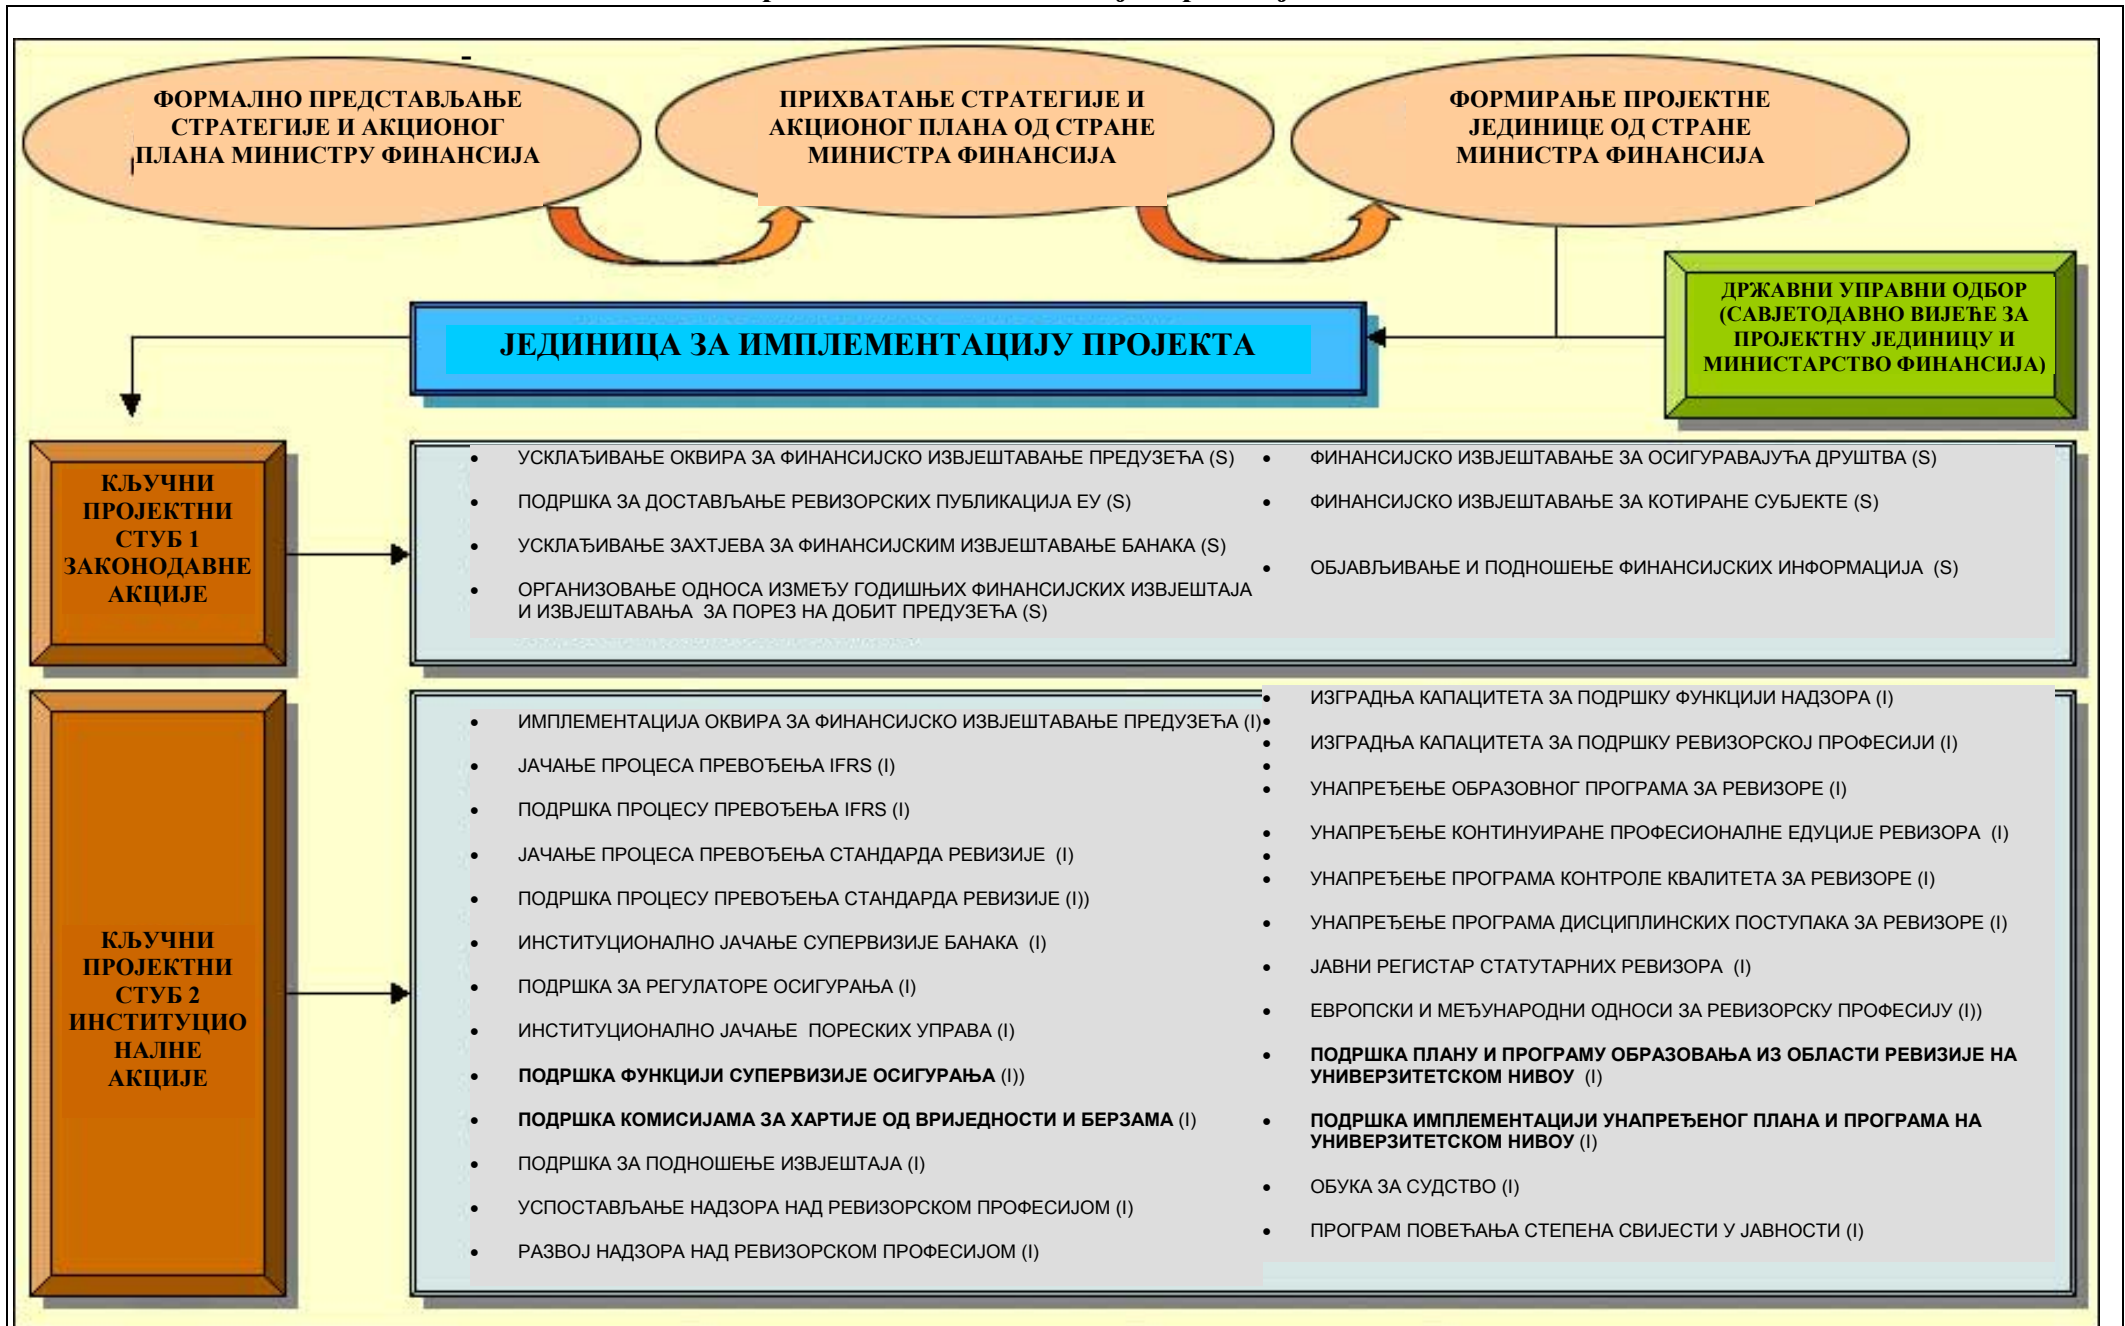 ФОРМАЛНО ПРЕДСТАВЉАЊЕ
СТРАТЕГИЈЕ И АКЦИОНОГ
ПЛАНА МИНИСТРУ ФИНАНСИЈА
ПРИХВАТАЊЕ СТРАТЕГИЈЕ И
АКЦИОНОГ ПЛАНА ОД СТРАНЕ
МИНИСТРА ФИНАНСИЈА
ФОРМИРАЊЕ ПРОЈЕКТНЕ
ЈЕДИНИЦЕ ОД СТРАНЕ
МИНИСТРА ФИНАНСИЈА
ДРЖАВНИ УПРАВНИ ОДБОР
(САВЈЕТОДАВНО ВИЈЕЋЕ ЗА
ПРОЈЕКТНУ ЈЕДИНИЦУ И
МИНИСТАРСТВО ФИНАНСИЈА)
ЈЕДИНИЦА ЗА ИМПЛЕМЕНТАЦИЈУ ПРОЈЕКТА
КЉУЧНИ
ПРОЈЕКТНИ
СТУБ 1
ЗАКОНОДАВНЕ
АКЦИЈЕ
• УСКЛАЂИВАЊЕ ОКВИРА ЗА ФИНАНСИЈСКО ИЗВЈЕШТАВАЊЕ ПРЕДУЗЕЋА (S)
• ПОДРШКА ЗА ДОСТАВЉАЊЕ РЕВИЗОРСКИХ ПУБЛИКАЦИЈА ЕУ (S)
• УСКЛАЂИВАЊЕ ЗАХТЈЕВА ЗА ФИНАНСИЈСКИМ ИЗВЈЕШТАВАЊЕ БАНАКА (S)
• ОРГАНИЗОВАЊЕ ОДНОСА ИЗМЕЂУ ГОДИШЊИХ ФИНАНСИЈСКИХ ИЗВЈЕШТАЈА
И ИЗВЈЕШТАВАЊА ЗА ПОРЕЗ НА ДОБИТ ПРЕДУЗЕЋА (S)
• ФИНАНСИЈСКО ИЗВЈЕШТАВАЊЕ ЗА ОСИГУРАВАЈУЋА ДРУШТВА (S)
• ФИНАНСИЈСКО ИЗВЈЕШТАВАЊЕ ЗА КОТИРАНЕ СУБЈЕКТЕ (S)
• ОБЈАВЉИВАЊЕ И ПОДНОШЕЊЕ ФИНАНСИЈСКИХ ИНФОРМАЦИЈА (S)
КЉУЧНИ
ПРОЈЕКТНИ
СТУБ 2
ИНСТИТУЦИО
НАЛНЕ
АКЦИЈЕ
• ИМПЛЕМЕНТАЦИЈА ОКВИРА ЗА ФИНАНСИЈСКО ИЗВЈЕШТАВАЊЕ ПРЕДУЗЕЋА (I)
• ЈАЧАЊЕ ПРОЦЕСА ПРЕВОЂЕЊА IFRS (I)
• ПОДРШКА ПРОЦЕСУ ПРЕВОЂЕЊА IFRS (I)
• ЈАЧАЊЕ ПРОЦЕСА ПРЕВОЂЕЊА СТАНДАРДА РЕВИЗИЈЕ (I)
• ПОДРШКА ПРОЦЕСУ ПРЕВОЂЕЊА СТАНДАРДА РЕВИЗИЈЕ (I))
• ИНСТИТУЦИОНАЛНО ЈАЧАЊЕ СУПЕРВИЗИЈЕ БАНАКА (I)
• ПОДРШКА ЗА РЕГУЛАТОРЕ ОСИГУРАЊА (I)
• ИНСТИТУЦИОНАЛНО ЈАЧАЊЕ ПОРЕСКИХ УПРАВА (I)
• ПОДРШКА ФУНКЦИЈИ СУПЕРВИЗИЈЕ ОСИГУРАЊА (I))
• ПОДРШКА КОМИСИЈАМА ЗА ХАРТИЈЕ ОД ВРИЈЕДНОСТИ И БЕРЗАМА (I)
• ПОДРШКА ЗА ПОДНОШЕЊЕ ИЗВЈЕШТАЈА (I)
• УСПОСТАВЉАЊЕ НАДЗОРА НАД РЕВИЗОРСКОМ ПРОФЕСИЈОМ (I)
• РАЗВОЈ НАДЗОРА НАД РЕВИЗОРСКОМ ПРОФЕСИЈОМ (I)
• ИЗГРАДЊА КАПАЦИТЕТА ЗА ПОДРШКУ ФУНКЦИЈИ НАДЗОРА (I)
• ИЗГРАДЊА КАПАЦИТЕТА ЗА ПОДРШКУ РЕВИЗОРСКОЈ ПРОФЕСИЈИ (I)
• УНАПРЕЂЕЊЕ ОБРАЗОВНОГ ПРОГРАМА ЗА РЕВИЗОРЕ (I)
• УНАПРЕЂЕЊЕ КОНТИНУИРАНЕ ПРОФЕСИОНАЛНЕ ЕДУЦИЈЕ РЕВИЗОРА (I)
• УНАПРЕЂЕЊЕ ПРОГРАМА КОНТРОЛЕ КВАЛИТЕТА ЗА РЕВИЗОРЕ (I)
• УНАПРЕЂЕЊЕ ПРОГРАМА ДИСЦИПЛИНСКИХ ПОСТУПАКА ЗА РЕВИЗОРЕ (I)
• ЈАВНИ РЕГИСТАР СТАТУТАРНИХ РЕВИЗОРА (I)
• ЕВРОПСКИ И МЕЂУНАРОДНИ ОДНОСИ ЗА РЕВИЗОРСКУ ПРОФЕСИЈУ (I))
• ПОДРШКА ПЛАНУ И ПРОГРАМУ ОБРАЗОВАЊА ИЗ ОБЛАСТИ РЕВИЗИЈЕ НА
УНИВЕРЗИТЕТСКОМ НИВОУ (I)
• ПОДРШКА ИМПЛЕМЕНТАЦИЈИ УНАПРЕЂЕНОГ ПЛАНА И ПРОГРАМА НА
УНИВЕРЗИТЕТСКОМ НИВОУ (I)
• ОБУКА ЗА СУДСТВО (I)
• ПРОГРАМ ПОВЕЋАЊА СТЕПЕНА СВИЈЕСТИ У ЈАВНОСТИ (I)